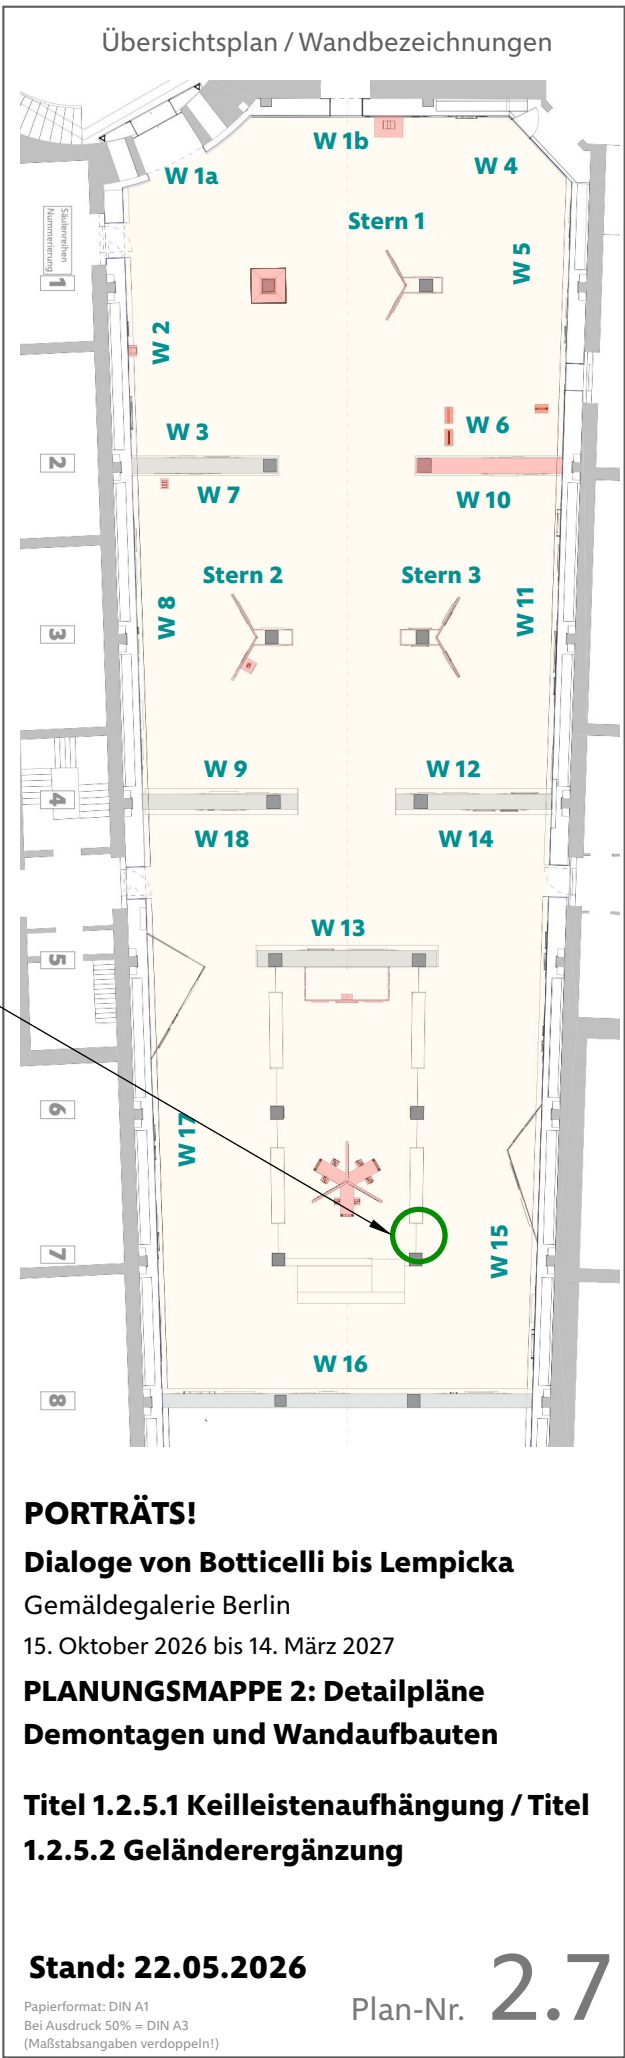 Übersichtsplan / Wandbezeichnungen
W 1b
W 1a
W 4
Stern 1
W 5
Säulenreihen
Nummerierung
1
W 2
W 3
W 6
2
W 7
W 10
Stern 2
Stern 3
W 8
W 11
3
W 9
W 12
4
W 18
W 14
W 13
5
6
W 17
7
W 15
W 16
8
PORTRÄTS!
Dialoge von Botticelli bis Lempicka
Gemäldegalerie Berlin
15. Oktober 2026 bis 14. März 2027
PLANUNGSMAPPE 2: Detailpläne
Demontagen und Wandaufbauten
Titel 1.2.5.1 Keilleistenaufhängung / Titel
1.2.5.2 Geländerergänzung
Stand: 22.05.2026
Papierformat: DIN A1
Bei Ausdruck 50% = DIN A3
(Maßstabsangaben verdoppeln!)
Plan-Nr. 2.7